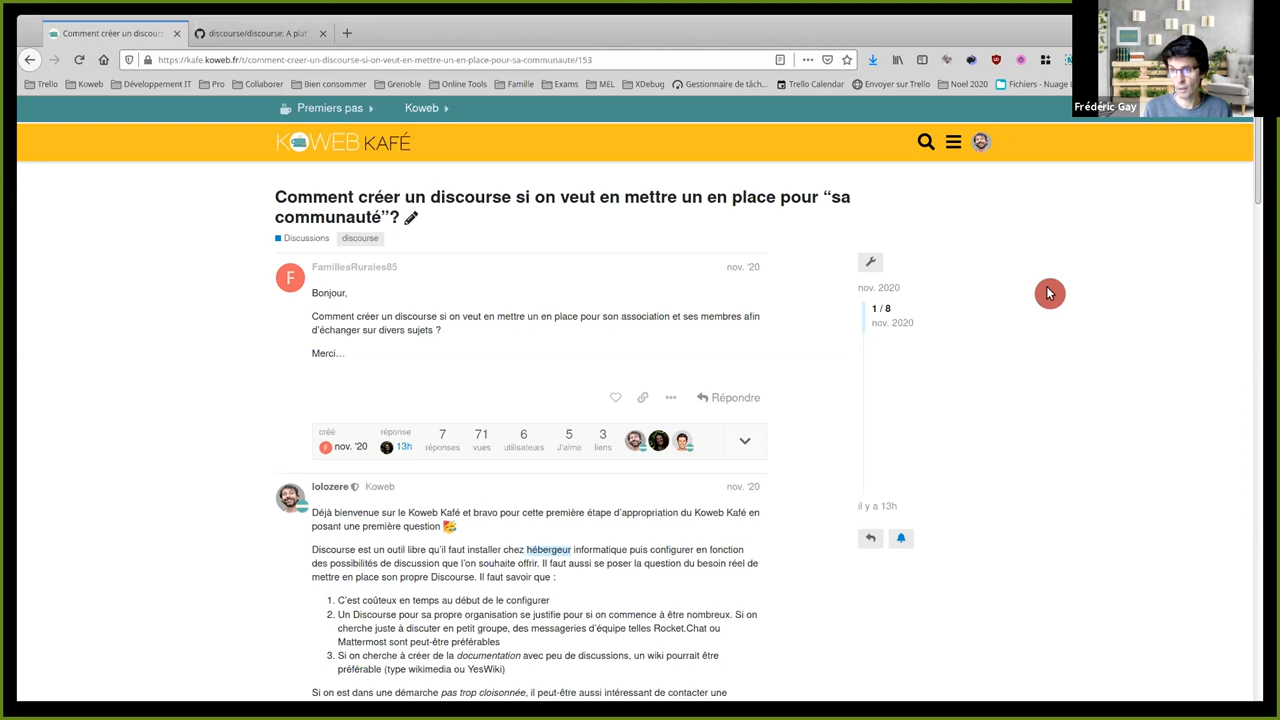 Comment créer un discours
discourse/discourse: A plat
https://kafe.koweb.fr/t/comment-creer-un-discourse-si-on-veut-en-mettre-un-en-place-pour-sa-communaute/153
Trello Koweb Développement IT Pro Collaborer Bien consommer Grenoble Online Tools Famille Exams MEL XDebug Gestionnaire de tâch... Trello Calendar Envoyer sur Trello Noel 2020 Fichiers - Nuage
Frédéric Gay
Premiers pas Koweb
KOWEB KAFÉ
Comment créer un discourse si on veut en mettre un en place pour “sa
communauté”?
Discussions discourse
F FamillesRurales85 nov. '20
Bonjour,
Comment créer un discourse si on veut en mettre un en place pour son association et ses membres afin
d’échanger sur divers sujets ?
Merci…
Répondre
créé réponse 7 71 6 5 3
F nov. '20 13h réponses vues utilisateurs J'aime liens
lolozere Koweb nov. '20
Déjà bienvenue sur le Koweb Kafé et bravo pour cette première étape d’appropriation du Koweb Kafé en
posant une première question
Discourse est un outil libre qu’il faut installer chez hébergeur informatique puis configurer en fonction
des possibilités de discussion que l’on souhaite offrir. Il faut aussi se poser la question du besoin réel de
mettre en place son propre Discourse. Il faut savoir que :
1. C’est coûteux en temps au début de le configurer
2. Un Discourse pour sa propre organisation se justifie pour si on commence à être nombreux. Si on
cherche juste à discuter en petit groupe, des messageries d’équipe telles Rocket.Chat ou
Mattermost sont peut-être préférables
3. Si on cherche à créer de la documentation avec peu de discussions, un wiki pourrait être
préférable (type wikimedia ou YesWiki)
Si on est dans une démarche pas trop cloisonnée, il peut-être aussi intéressant de contacter une
nov. 2020
1 / 8
nov. 2020
il y a 13h